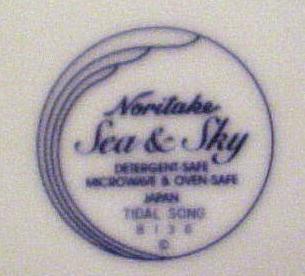 Noritake
Sea & Sky
DETERGENT-SAFE
MICROWAVE & OVEN-SAFE
JAPAN
TIDAL SONG
8136
©